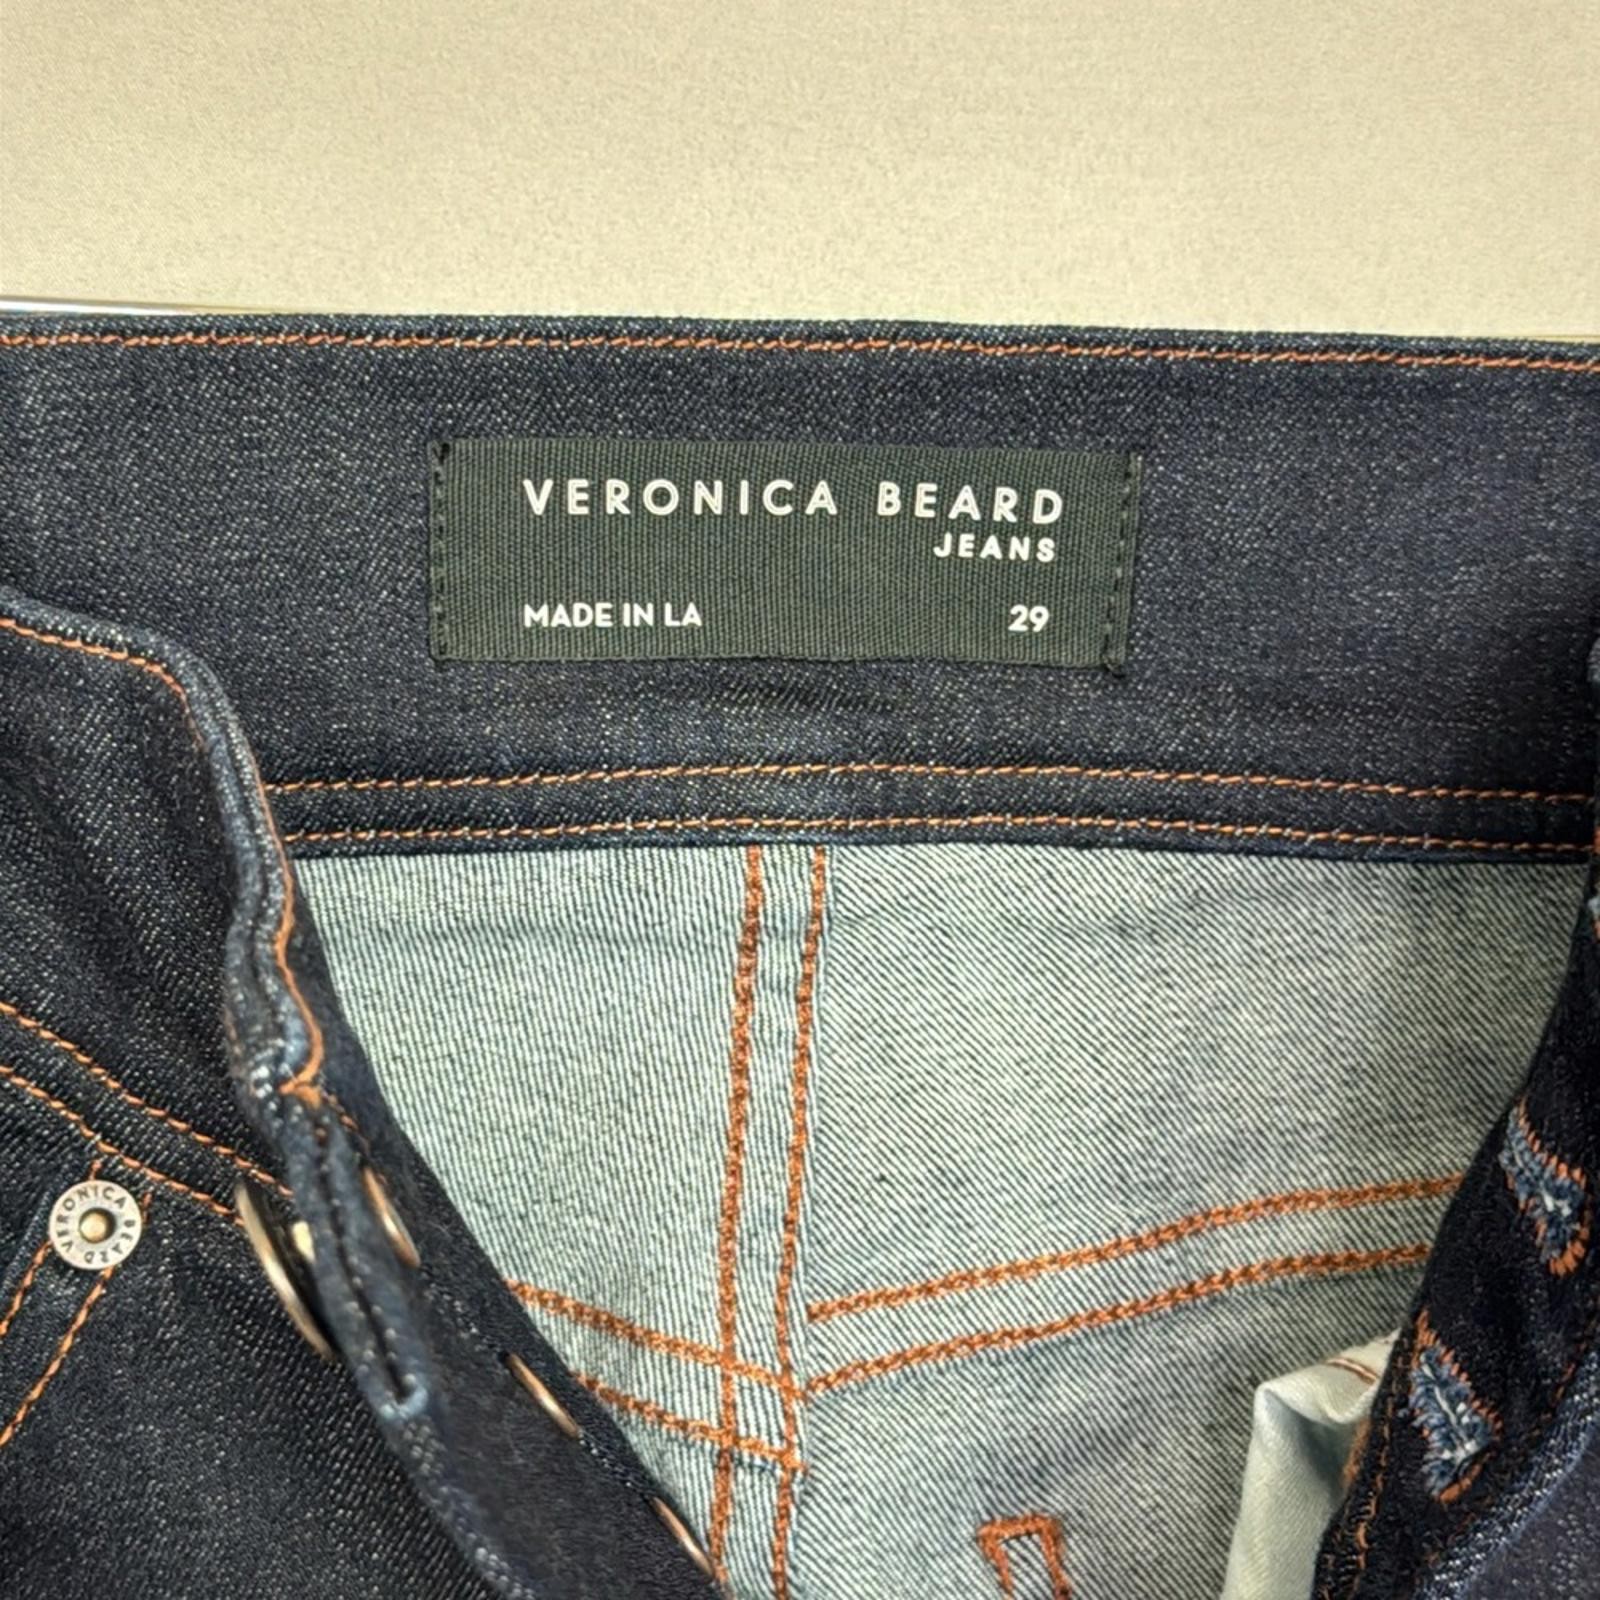 VERONICA BEARD
JEANS
MADE IN LA
29
VERONICA BEARD